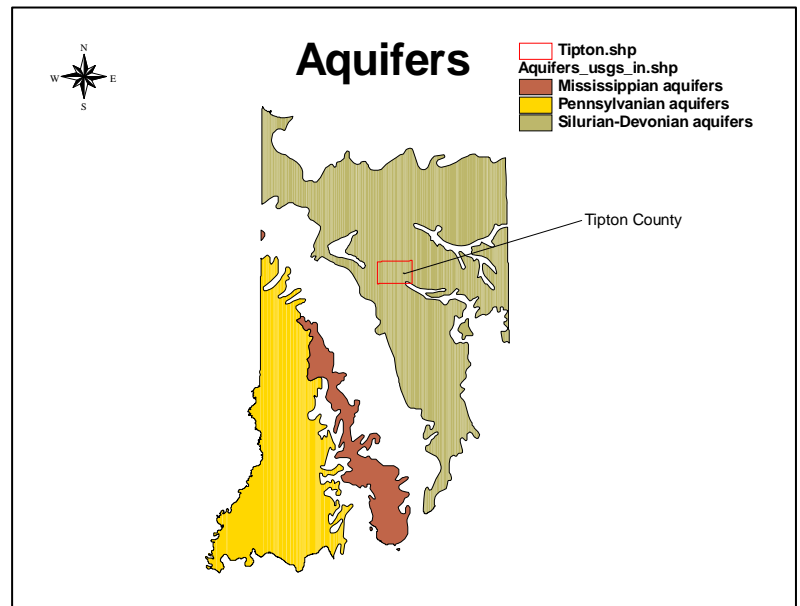 Aquifers
N
W E
S
Tipton.shp
Aquifers_usgs_in.shp
Mississippian aquifers
Pennsylvanian aquifers
Silurian-Devonian aquifers
Tipton County